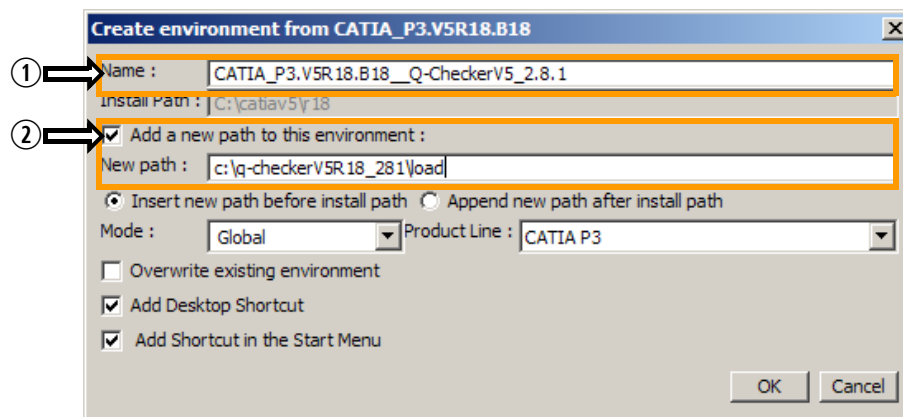 Create environment from CATIA_P3.V5R18.B18
① Name : CATIA_P3.V5R18.B18__Q-CheckerV5_2.8.1
Install Path : C:\catiav5\r18
② Add a new path to this environment :
New path : c:\q-checkerV5R18_281\load
Insert new path before install path Append new path after install path
Mode : Global Product Line : CATIA P3
Overwrite existing environment
Add Desktop Shortcut
Add Shortcut in the Start Menu
OK Cancel